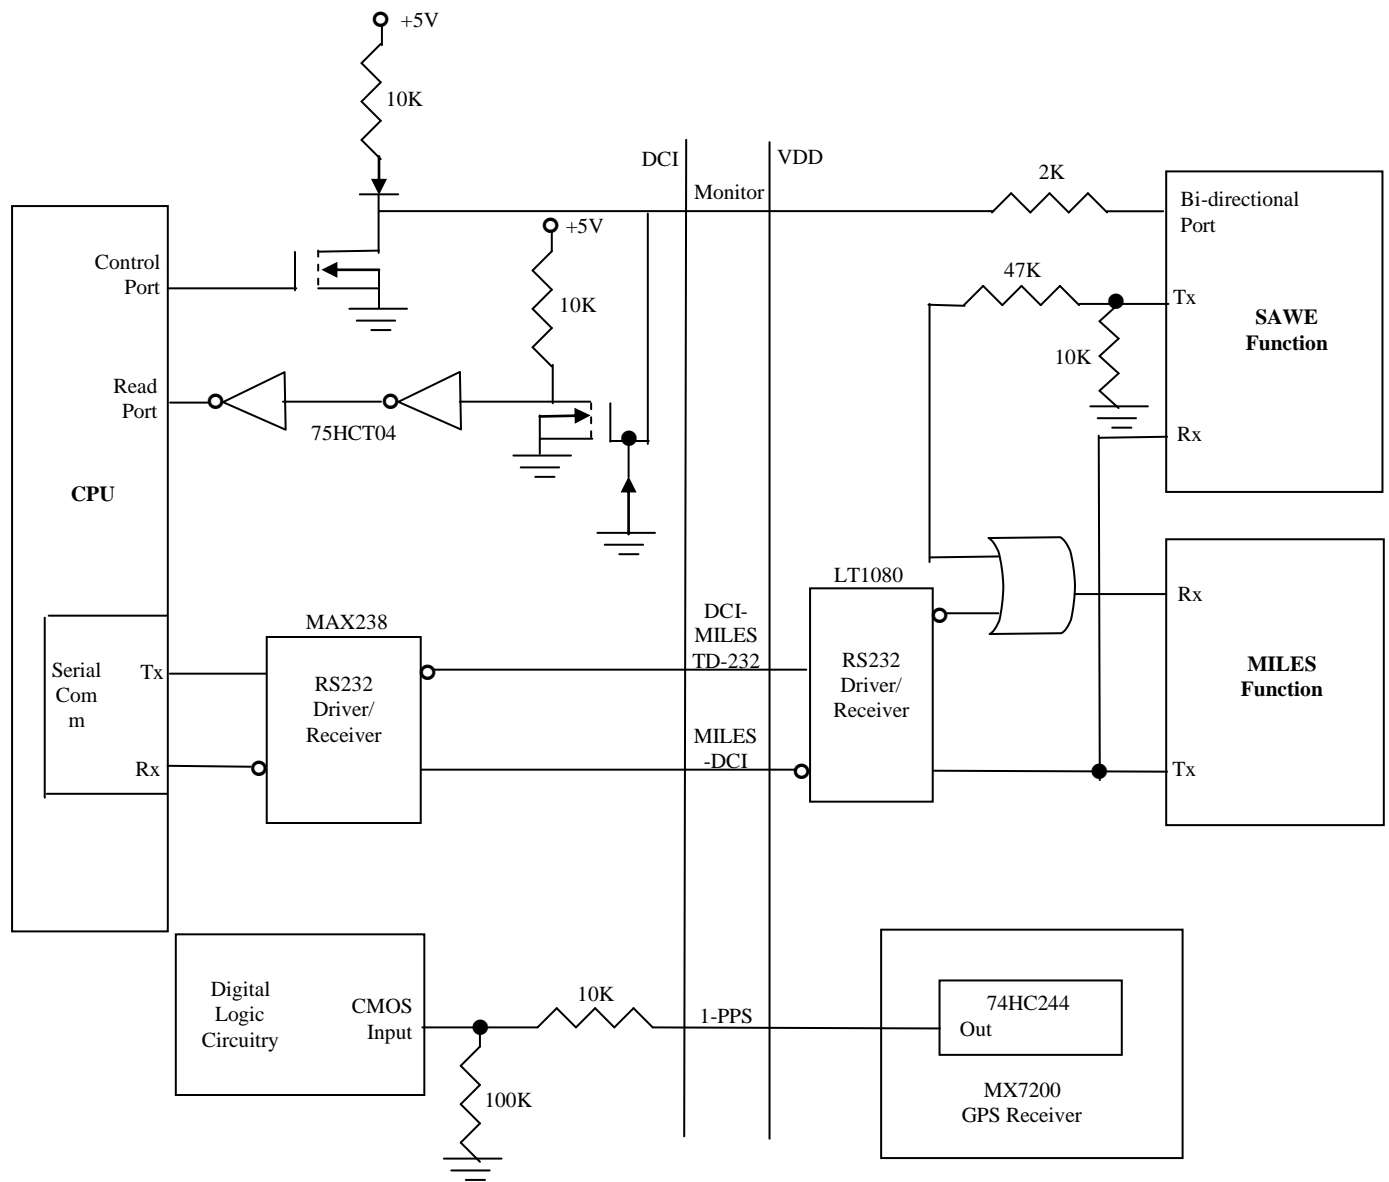 +5V
10K
DCI
VDD
Monitor
2K
Bi-directional
Port
+5V
Control
Port
10K
47K
Tx
SAWE
Function
10K
Read
Port
75HCT04
Rx
CPU
LT1080
Rx
MAX238
DCI-
MILES
TD-232
RS232
Driver/
Receiver
MILES
Function
Serial
Com
m
Tx
RS232
Driver/
Receiver
MILES
-DCI
Rx
Tx
Digital
Logic
Circuitry
CMOS
Input
10K
1-PPS
74HC244
Out
100K
MX7200
GPS Receiver